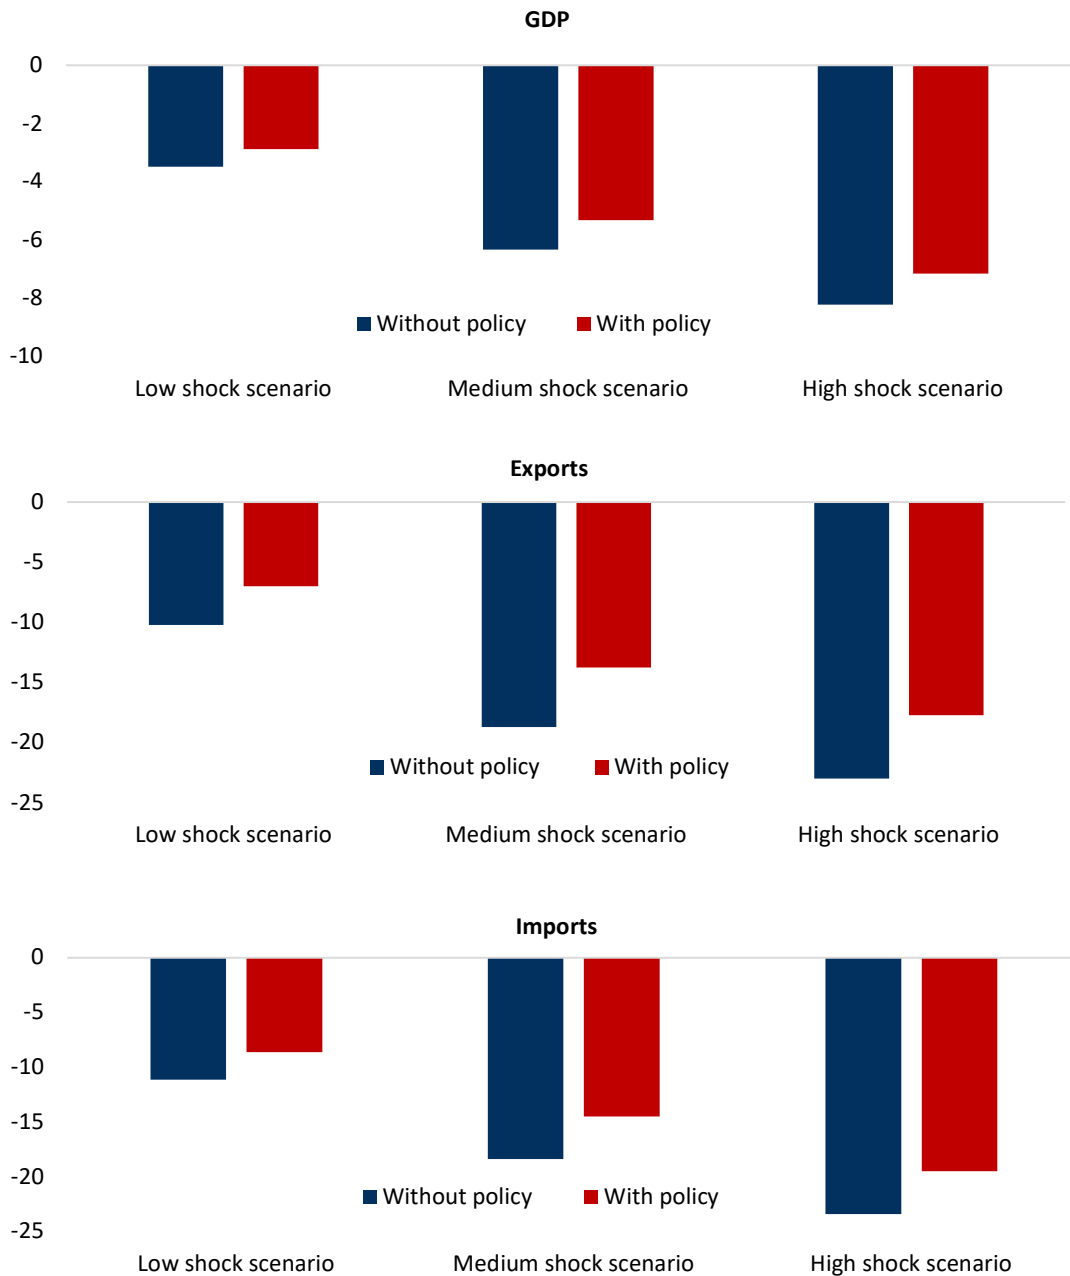 GDP
0
-2
-4
-6
-8
-10
Without policy With policy
Low shock scenario Medium shock scenario High shock scenario
Exports
0
-5
-10
-15
-20
-25
Without policy With policy
Low shock scenario Medium shock scenario High shock scenario
Imports
0
-5
-10
-15
-20
-25
Without policy With policy
Low shock scenario Medium shock scenario High shock scenario